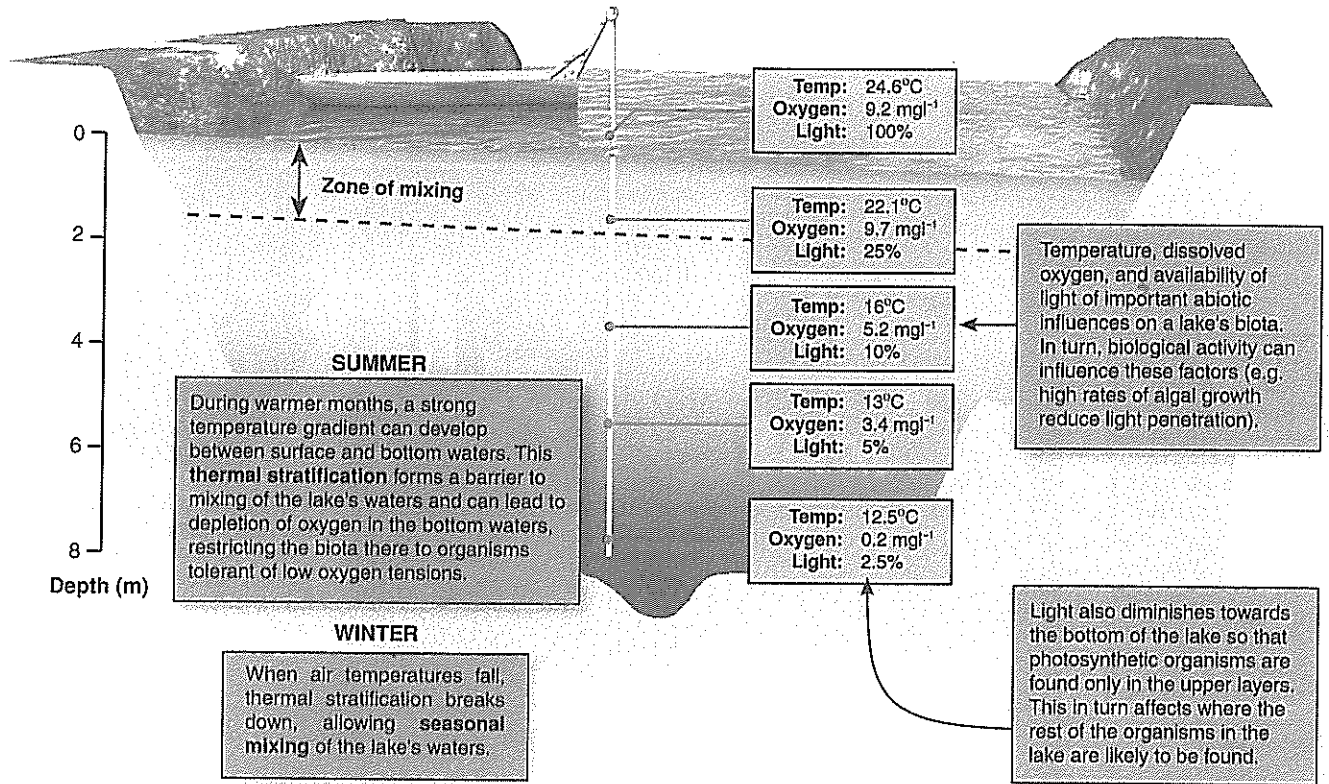 Temp: 24.6ºC
Oxygen: 9.2 mgl⁻¹
Light: 100%
0
Zone of mixing
Temp: 22.1ºC
Oxygen: 9.7 mgl⁻¹
Light: 25%
2
Temperature, dissolved
oxygen, and availability of
light of important abiotic
influences on a lake's biota.
In turn, biological activity can
influence these factors (e.g.
high rates of algal growth
reduce light penetration).
Temp: 16ºC
Oxygen: 5.2 mgl⁻¹
Light: 10%
4
SUMMER
During warmer months, a strong
temperature gradient can develop
between surface and bottom waters. This
thermal stratification forms a barrier to
mixing of the lake's waters and can lead to
depletion of oxygen in the bottom waters,
restricting the biota there to organisms
tolerant of low oxygen tensions.
Temp: 13ºC
Oxygen: 3.4 mgl⁻¹
Light: 5%
6
Temp: 12.5ºC
Oxygen: 0.2 mgl⁻¹
Light: 2.5%
8
Depth (m)
WINTER
When air temperatures fall,
thermal stratification breaks
down, allowing seasonal
mixing of the lake's waters.
Light also diminishes towards
the bottom of the lake so that
photosynthetic organisms are
found only in the upper layers.
This in turn affects where the
rest of the organisms in the
lake are likely to be found.